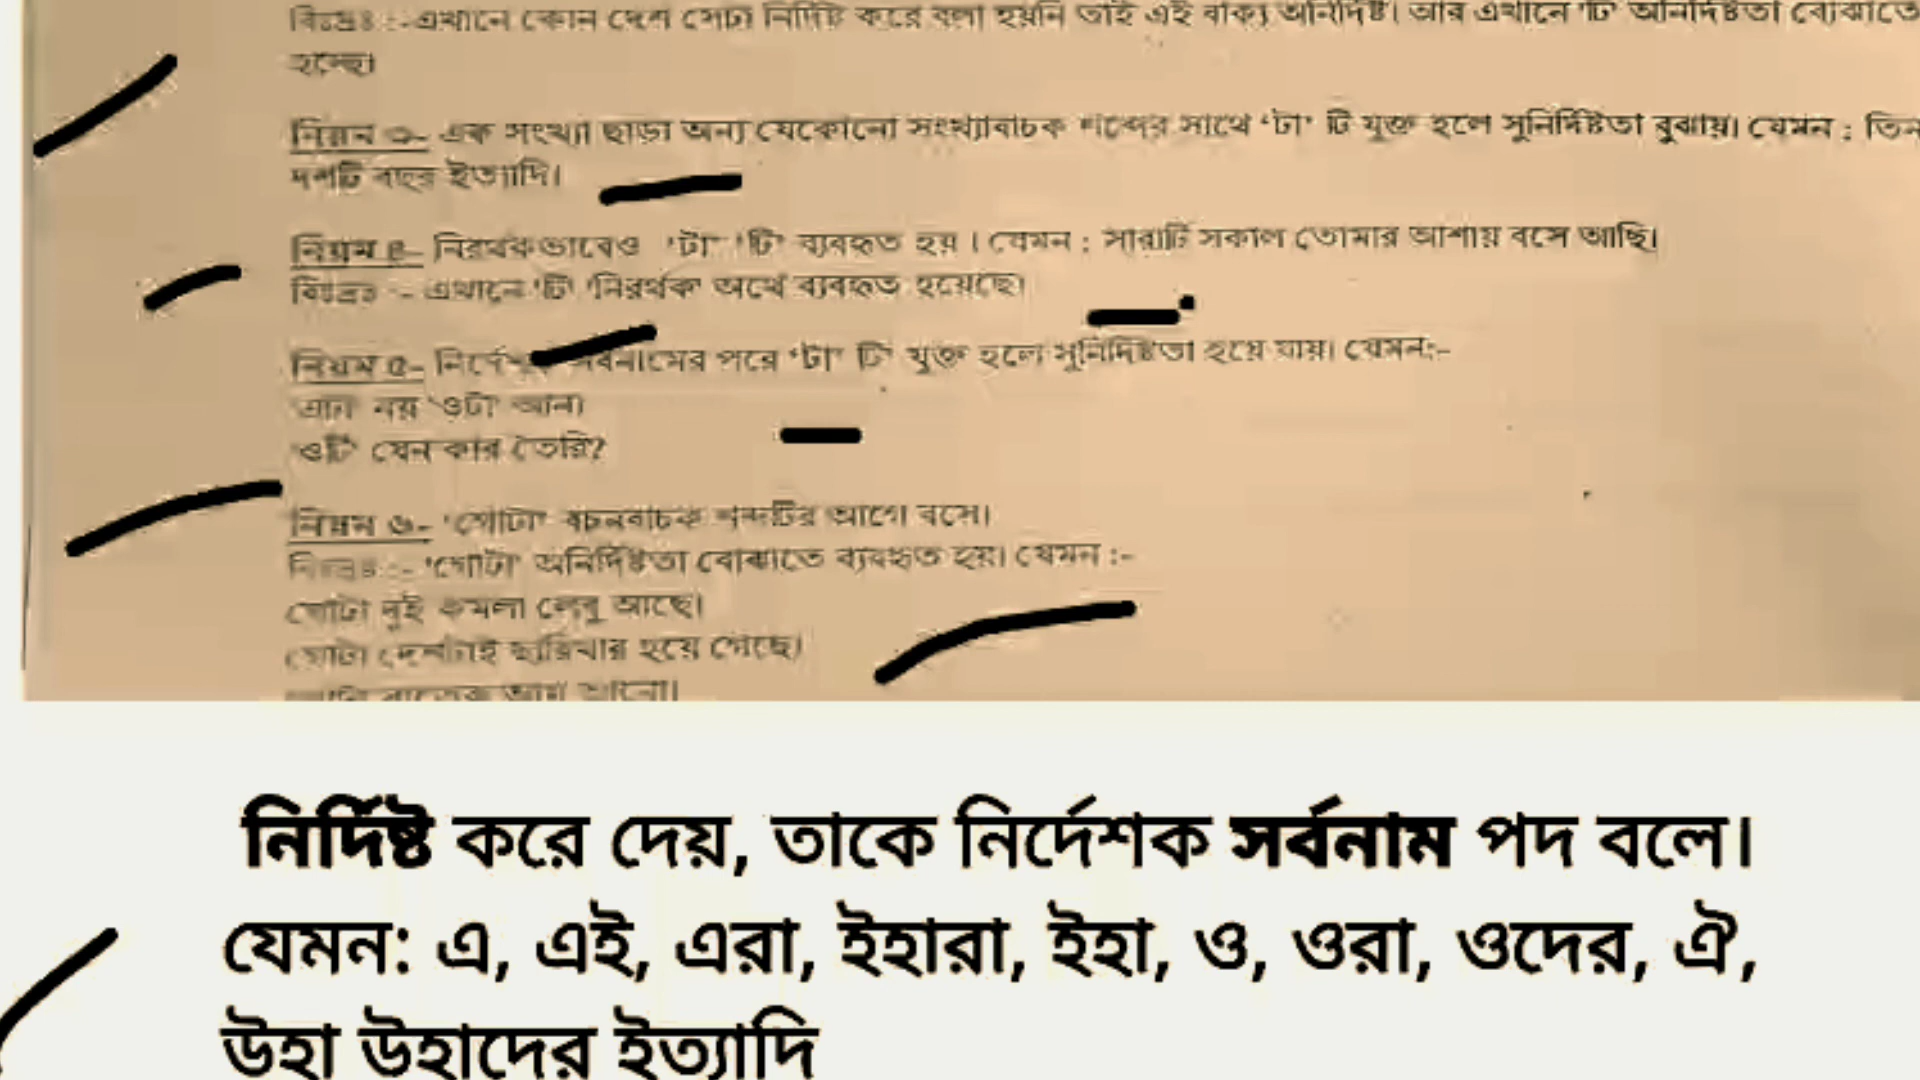 বিঃদ্রঃ :-এখানে কোন দেশ সেটা নির্দিষ্ট করে বলা হয়নি তাই এই বাক্য অনির্দিষ্ট। আর এখানে 'টি' অনির্দিষ্টতা বোঝাতে
হচ্ছে।
নিয়ম ৩- এক সংখ্যা ছাড়া অন্য যেকোনো সংখ্যাবাচক শব্দের সাথে 'টা' টি যুক্ত হলে সুনির্দিষ্টতা বুঝায়। যেমন : তিন
দশটি বছর ইত্যাদি।
নিয়ম ৪- নিরর্থকভাবেও 'টা' 'টি' ব্যবহৃত হয়। যেমন : সারাটি সকাল তোমার আশায় বসে আছি।
বিঃদ্রঃ - এখানে 'টি' 'নিরর্থক' অর্থে ব্যবহৃত হয়েছে।
নিয়ম ৫- সর্বনামের পরে 'টা' টি' যুক্ত হলে সুনির্দিষ্টতা হয়ে যায়। যেমন:-
নয় 'ওটা' আন।
'ওটি' যেন কার তৈরি?
নিয়ম ৬- 'গোটা' বচনবাচক শব্দটির আগে বসে।
বিঃদ্রঃ :- 'গোটা' অনির্দিষ্টতা বোঝাতে ব্যবহৃত হয়। যেমন :-
গোটা দুই কমলা লেবু আছে।
গোটা দেশটাই ছারখার হয়ে গেছে।
নির্দিষ্ট করে দেয়, তাকে নির্দেশক সর্বনাম পদ বলে।
যেমন: এ, এই, এরা, ইহারা, ইহা, ও, ওরা, ওদের, ঐ,
উহা উহাদের ইত্যাদি